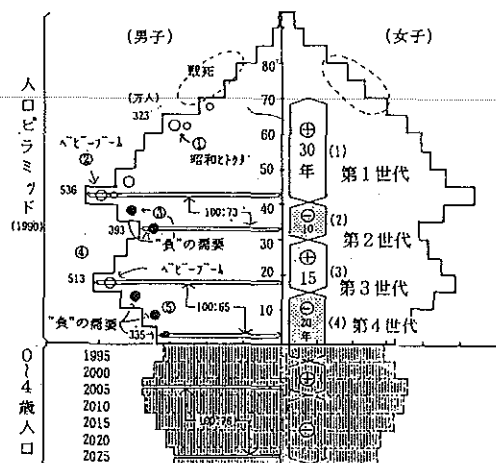 (男子)
(女子)
戦死
80
(万人)
70
323
①
昭和ヒトケタ
60
⊕
30
年
(1)
人口ピラミッド
(1990)
ベビーブーム
②
50
第1世代
536
③
100:73
40
⊖
10
(2)
393
"負"の需要
30
第2世代
④
⊕
15
(3)
513
ベビーブーム
20
第3世代
⑤
100:65
"負"の需要
10
⊖
20
年
(4)
第4世代
335
0~4歳人口
1995
2000
2005
2010
2015
2020
2025